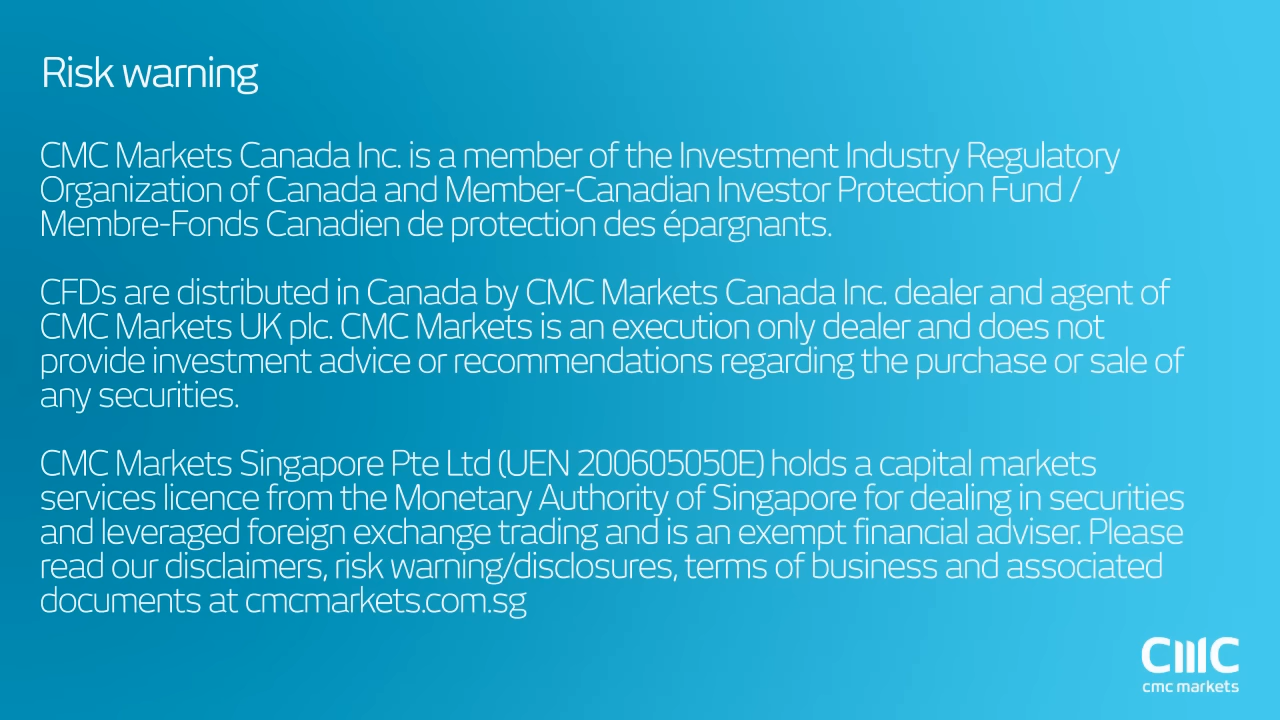 Risk warning
CMC Markets Canada Inc. is a member of the Investment Industry Regulatory
Organization of Canada and Member-Canadian Investor Protection Fund /
Membre-Fonds Canadien de protection des épargnants.
CFDs are distributed in Canada by CMC Markets Canada Inc. dealer and agent of
CMC Markets UK plc. CMC Markets is an execution only dealer and does not
provide investment advice or recommendations regarding the purchase or sale of
any securities.
CMC Markets Singapore Pte Ltd (UEN 200605050E) holds a capital markets
services licence from the Monetary Authority of Singapore for dealing in securities
and leveraged foreign exchange trading and is an exempt financial adviser. Please
read our disclaimers, risk warning/disclosures, terms of business and associated
documents at cmcmarkets.com.sg
CMC
cmc markets